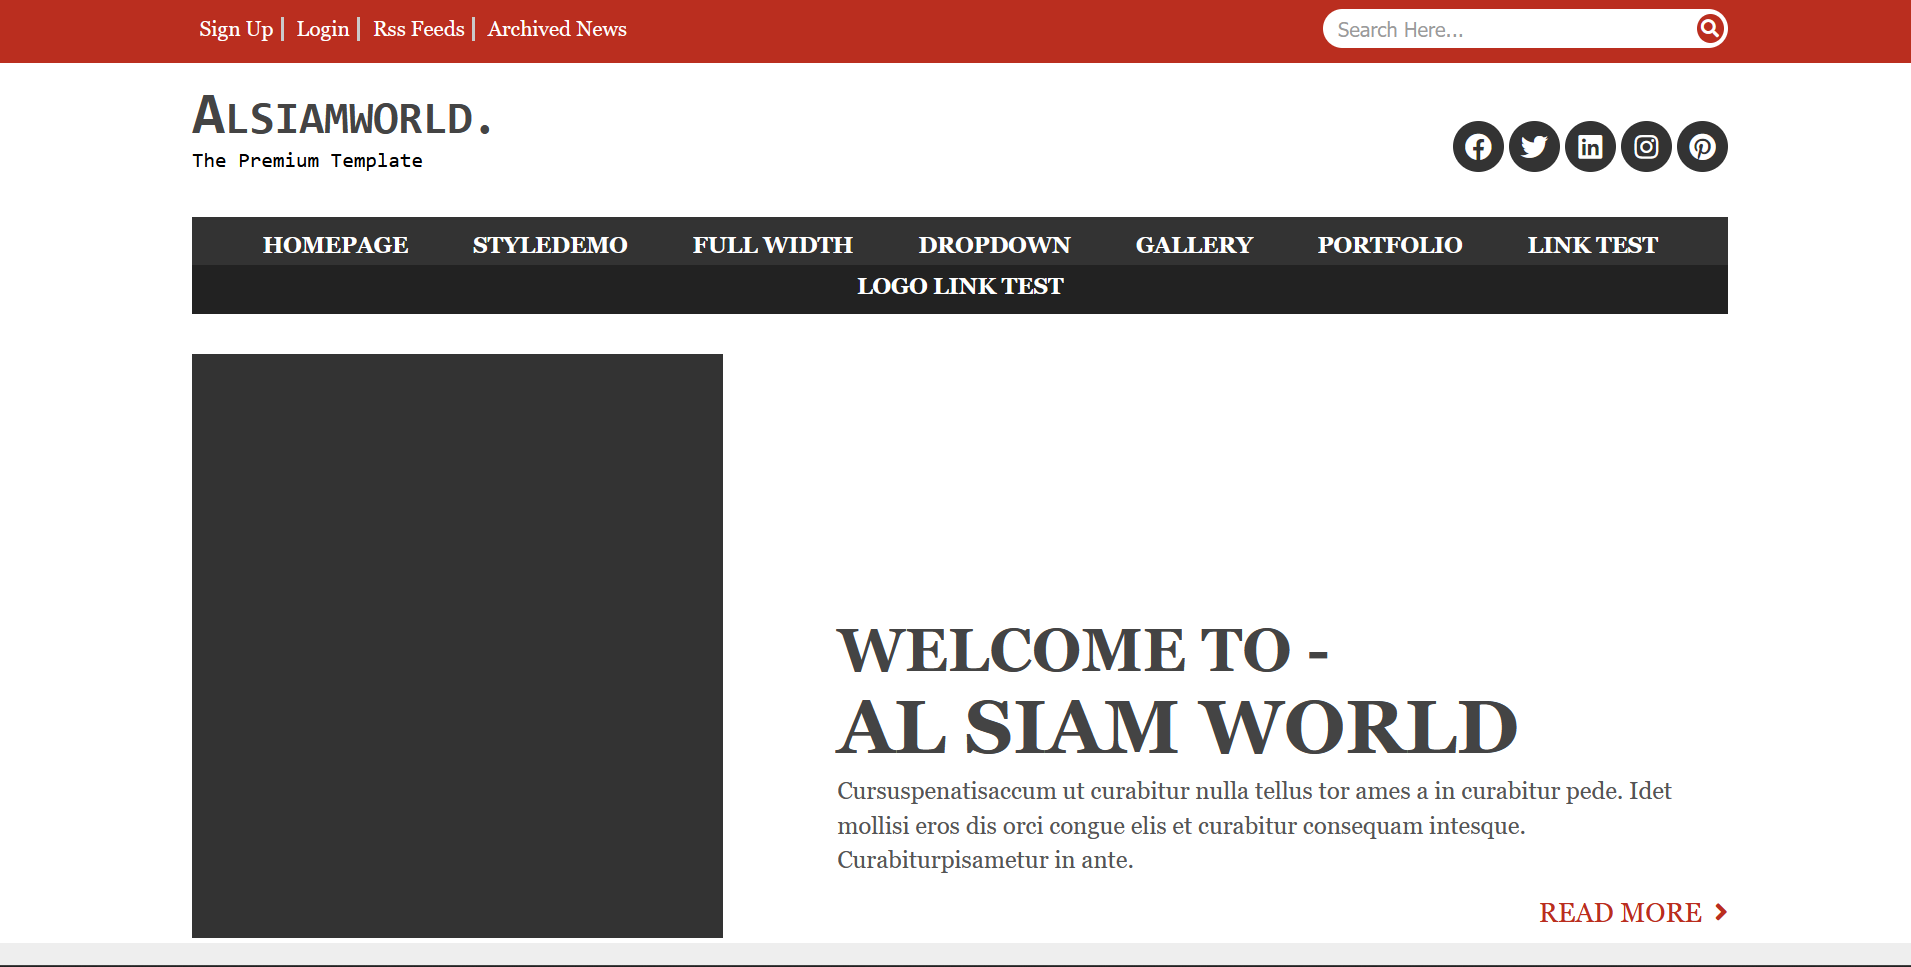 Sign Up | Login | Rss Feeds | Archived News
Search Here...
ALSIAMWORLD.
The Premium Template
HOMEPAGE STYLEDEMO FULL WIDTH DROPDOWN GALLERY PORTFOLIO LINK TEST
LOGO LINK TEST
WELCOME TO -
AL SIAM WORLD
Cursuspenatisaccum ut curabitur nulla tellus tor ames a in curabitur pede. Idet
mollisi eros dis orci congue elis et curabitur consequam intesque.
Curabiturpisametur in ante.
READ MORE